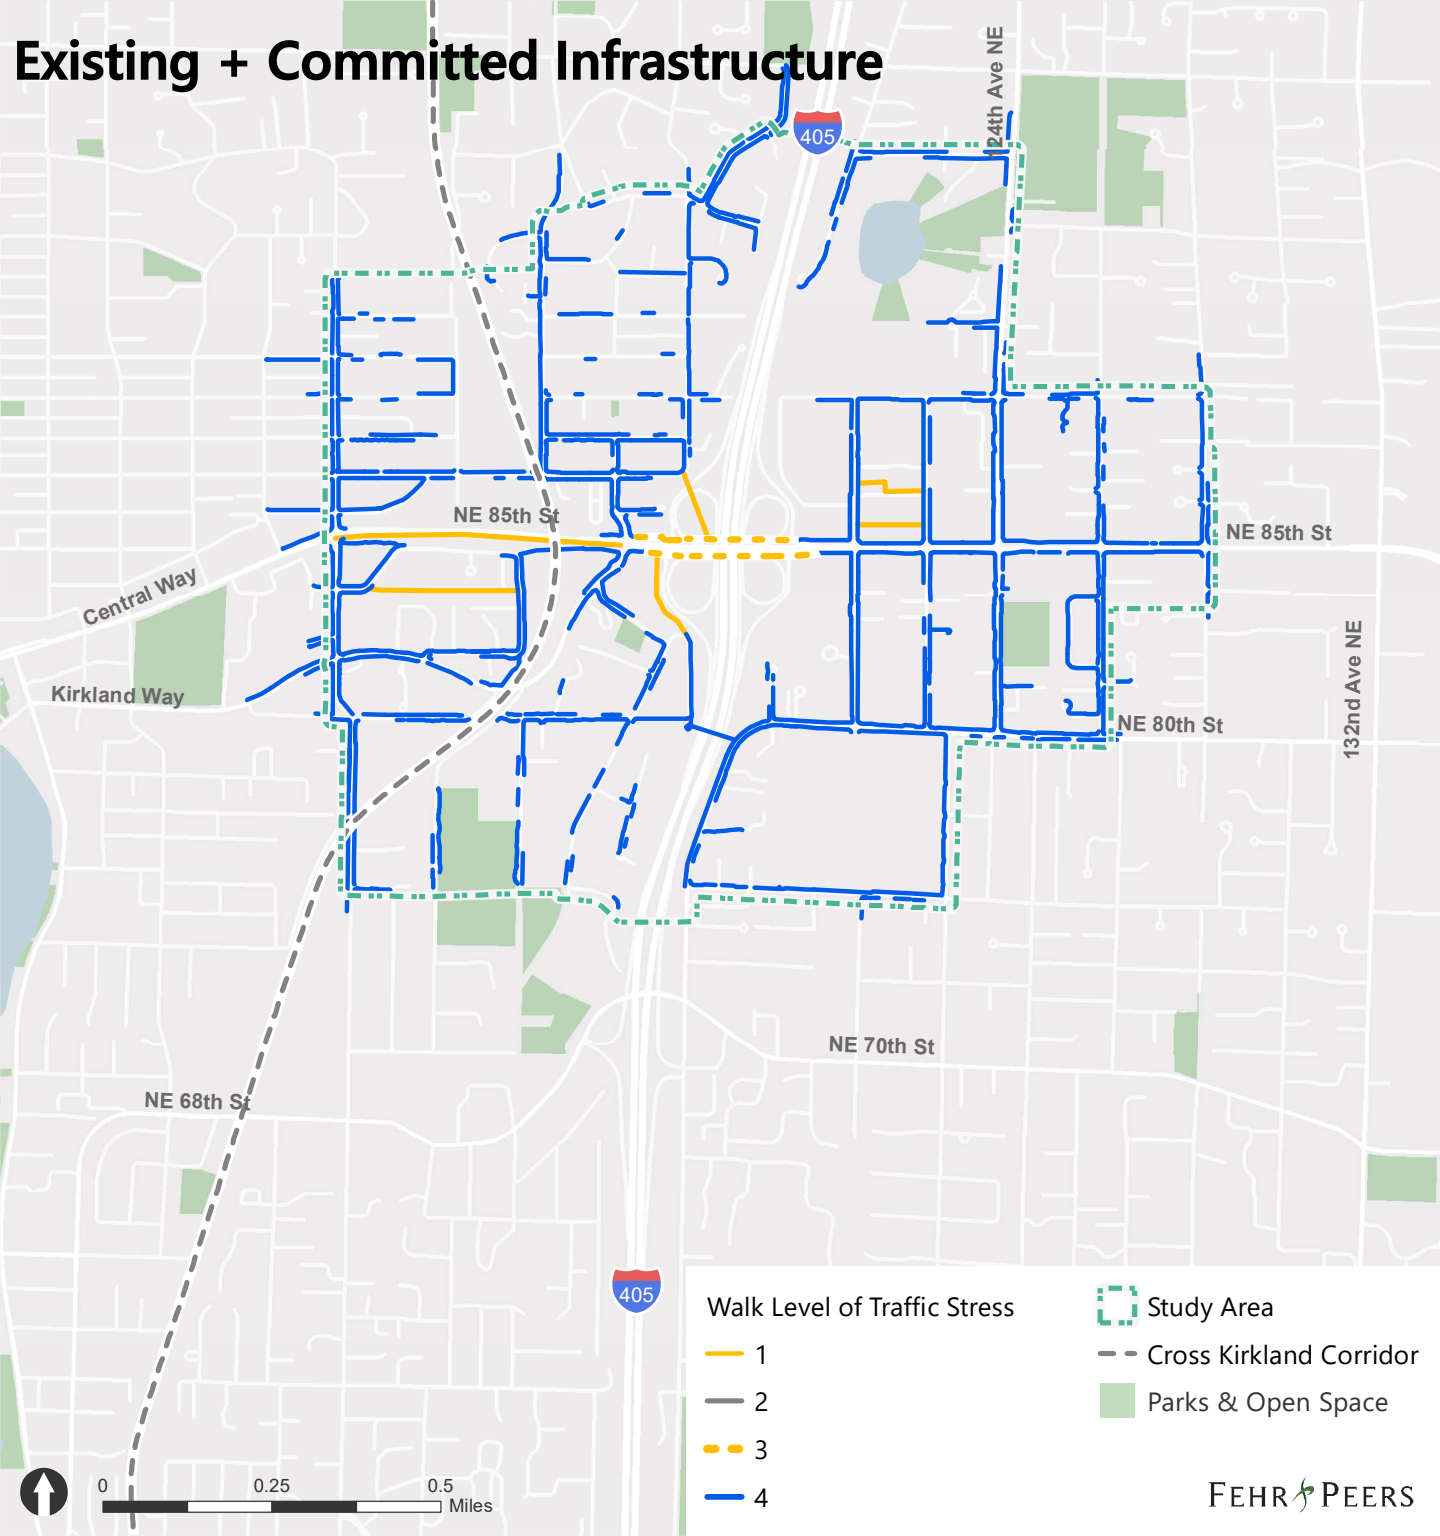 Existing + Committed Infrastructure
124th Ave NE
405
NE 85th St
NE 85th St
Central Way
Kirkland Way
NE 80th St
132nd Ave NE
NE 70th St
NE 68th St
405
Walk Level of Traffic Stress
1
2
3
4
Study Area
Cross Kirkland Corridor
Parks & Open Space
0 0.25 0.5
Miles
FEHR PEERS